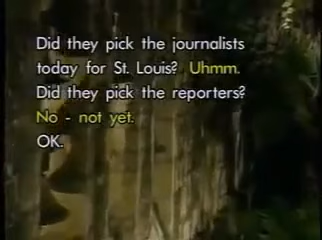 Did they pick the journalists
today for St. Louis? Uhmm.
Did they pick the reporters?
No - not yet.
OK.